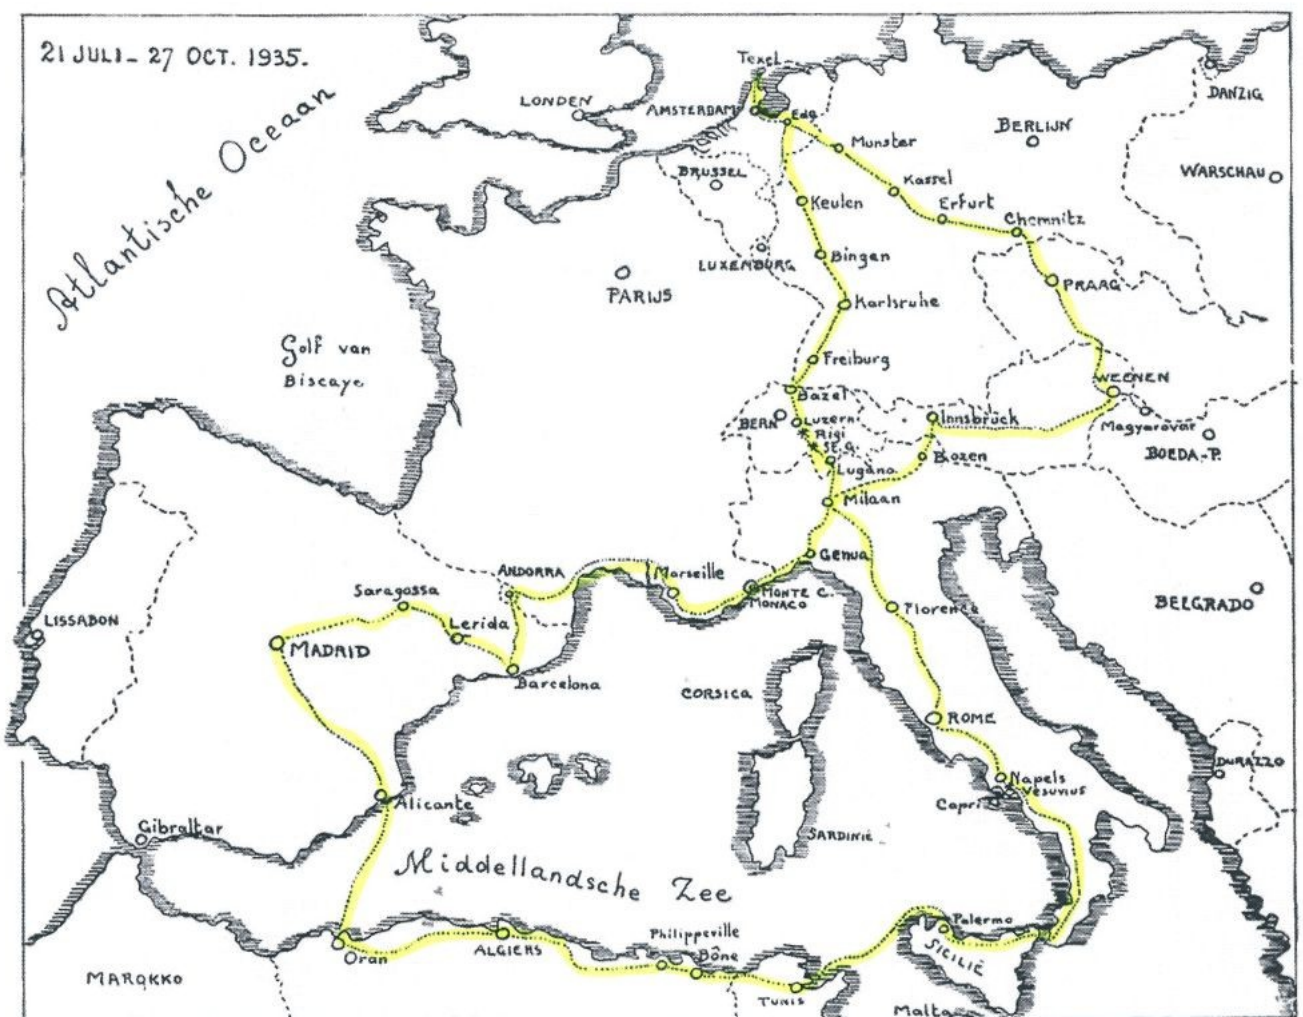 21 JULI - 27 OCT. 1935.
Atlantische Oceaan
Texel
LONDEN
AMSTERDAM
Ede
DANZIG
BERLIJN
Munster
WARSCHAU
BRUSSEL
Kassel
Keulen
Erfurt
Chemnitz
LUXEMBURG
Bingen
PARIJS
Karlsruhe
PRAAG
Golf van
Biscaye
Freiburg
WEENEN
Bazel
BERN
Luzern
Rigi
ST. G.
Innsbrück
Magyarovar
BOEDA-P.
Lugano
Bozen
Milaan
Genua
ANDORRA
Marseille
MONTE C.
MONACO
Saragossa
Florence
BELGRADO
LISSABON
Lerida
MADRID
Barcelona
CORSICA
ROME
Napels
Vesuvius
DURAZZO
Capri
Alicante
Gibraltar
SARDINIË
Middellandsche Zee
Palermo
Philippeville
SICILIË
ALGIERS
Bône
Oran
MAROKKO
TUNIS
Malta